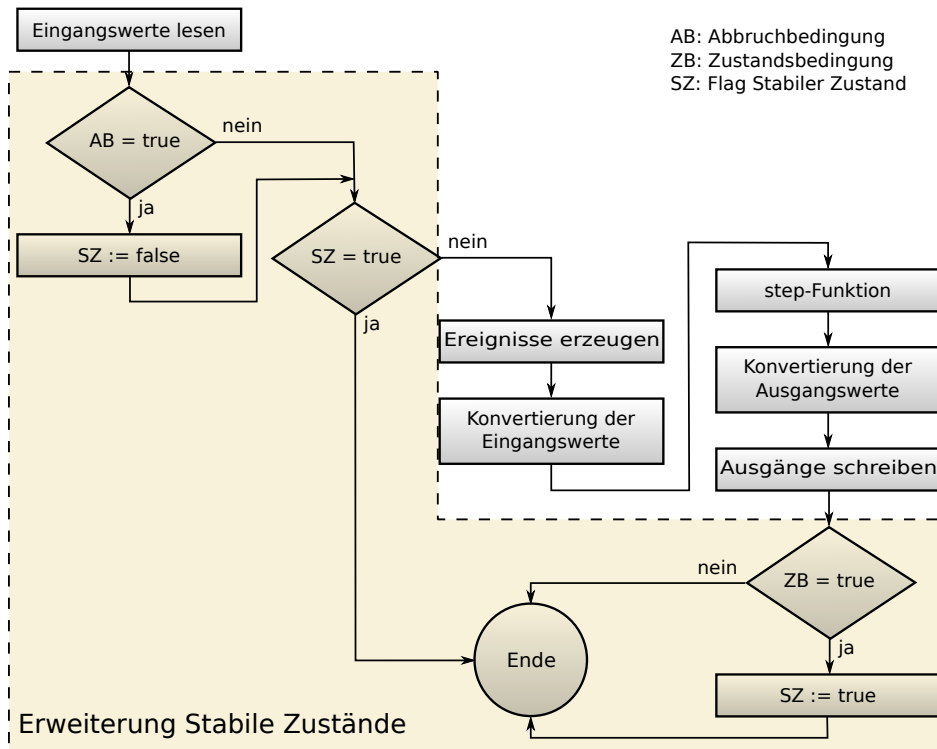 Eingangswerte lesen
AB: Abbruchbedingung
ZB: Zustandsbedingung
SZ: Flag Stabiler Zustand
AB = true
nein
ja
SZ := false
SZ = true
nein
ja
Ereignisse erzeugen
Konvertierung der
Eingangswerte
step-Funktion
Konvertierung der
Ausgangswerte
Ausgänge schreiben
ZB = true
nein
ja
SZ := true
Ende
Erweiterung Stabile Zustände